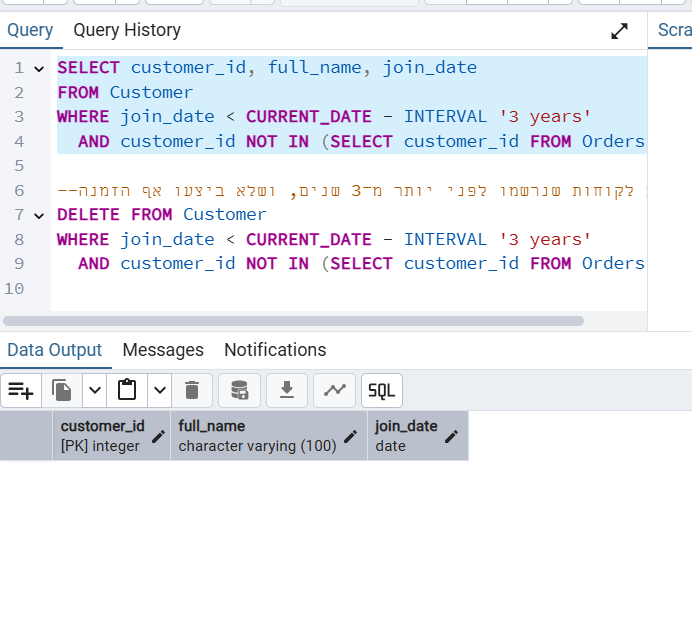 Query Query History Scra
1 SELECT customer_id, full_name, join_date
2 FROM Customer
3 WHERE join_date < CURRENT_DATE - INTERVAL '3 years'
4 AND customer_id NOT IN (SELECT customer_id FROM Orders
5
6 --לקוחות שנרשמו לפני יותר מ-3 שנים, ושלא ביצעו אף הזמנה
7 DELETE FROM Customer
8 WHERE join_date < CURRENT_DATE - INTERVAL '3 years'
9 AND customer_id NOT IN (SELECT customer_id FROM Orders
10
Data Output Messages Notifications
SQL
customer_id full_name join_date
[PK] integer character varying (100) date